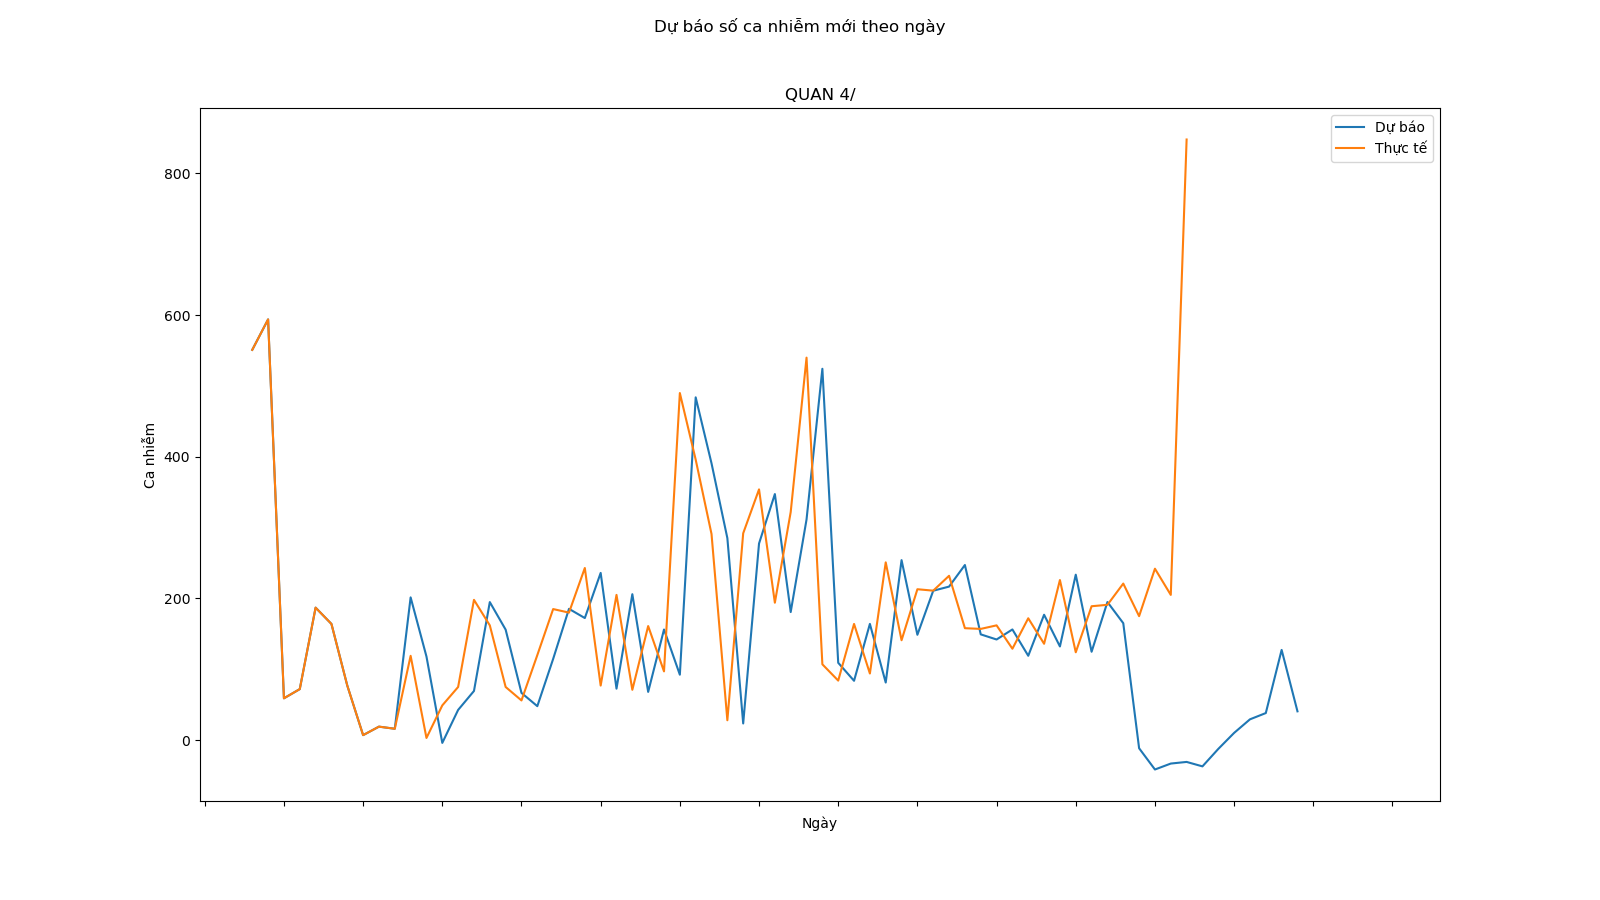 Dự báo số ca nhiễm mới theo ngày
QUAN 4/
Dự báo
Thực tế
800
600
400
200
0
Ca nhiễm
Ngày